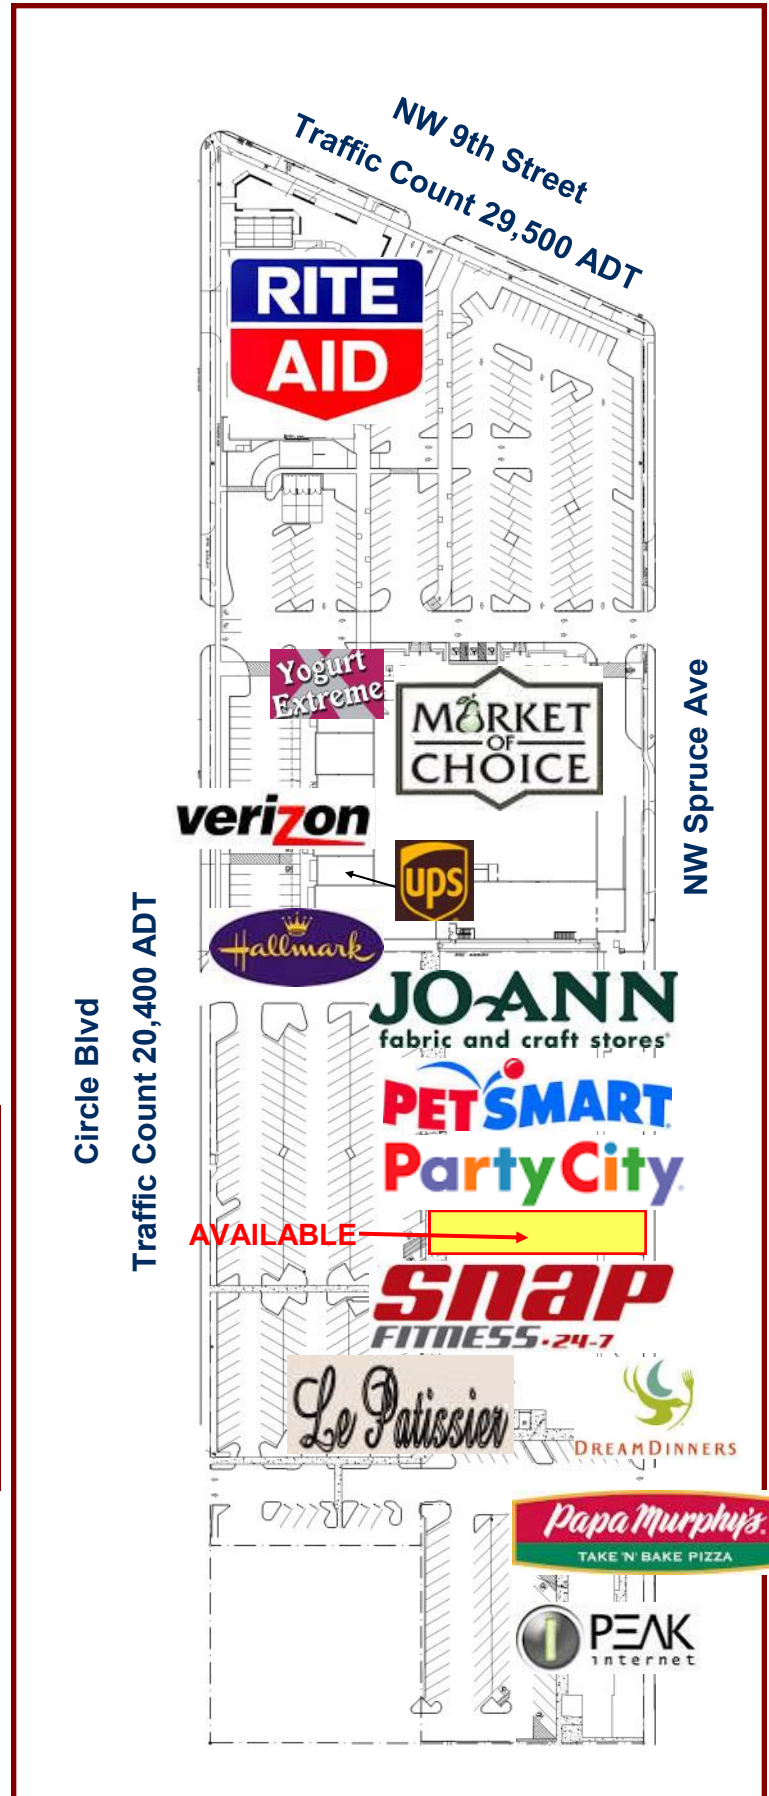 NW 9th Street
Traffic Count 29,500 ADT
RITE
AID
Yogurt
Extreme
MARKET
OF
CHOICE
NW Spruce Ave
verizon
ups
Hallmark
Circle Blvd
Traffic Count 20,400 ADT
JO-ANN
fabric and craft stores
PETSMART
Party City
AVAILABLE
SNAP
FITNESS·24-7
Le Patissier
DREAMDINNERS
Papa Murphy's
TAKE 'N' BAKE PIZZA
PEAK
internet